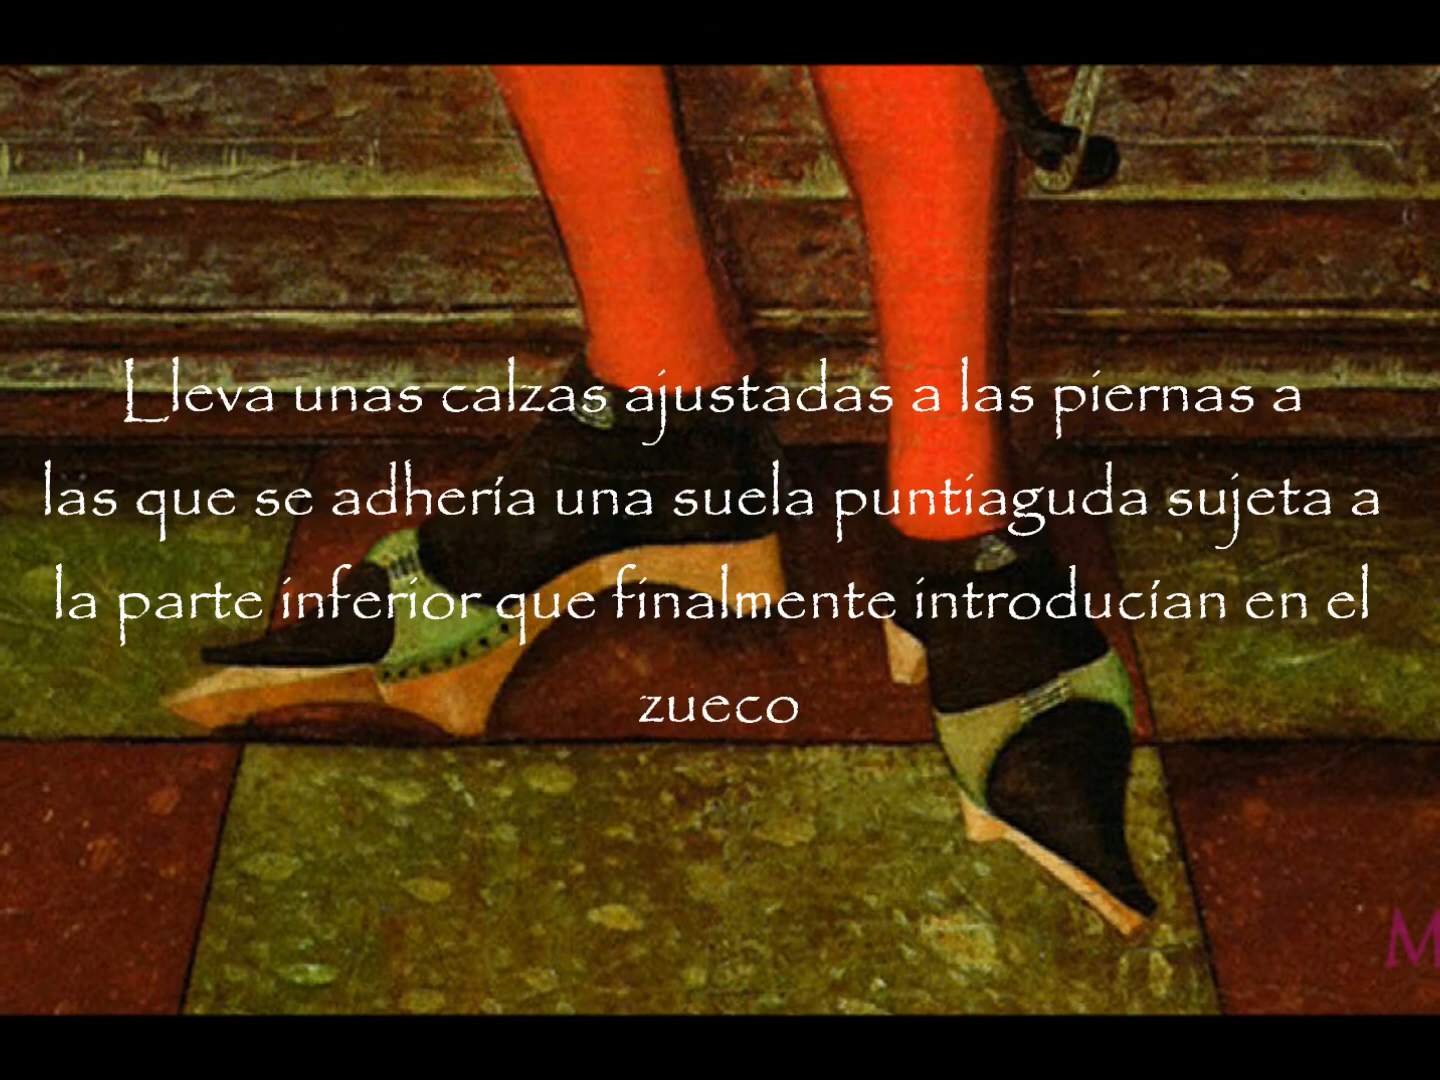 Lleva unas calzas ajustadas a las piernas a
las que se adhería una suela puntiaguda sujeta a
la parte inferior que finalmente introducían en el
zueco
M